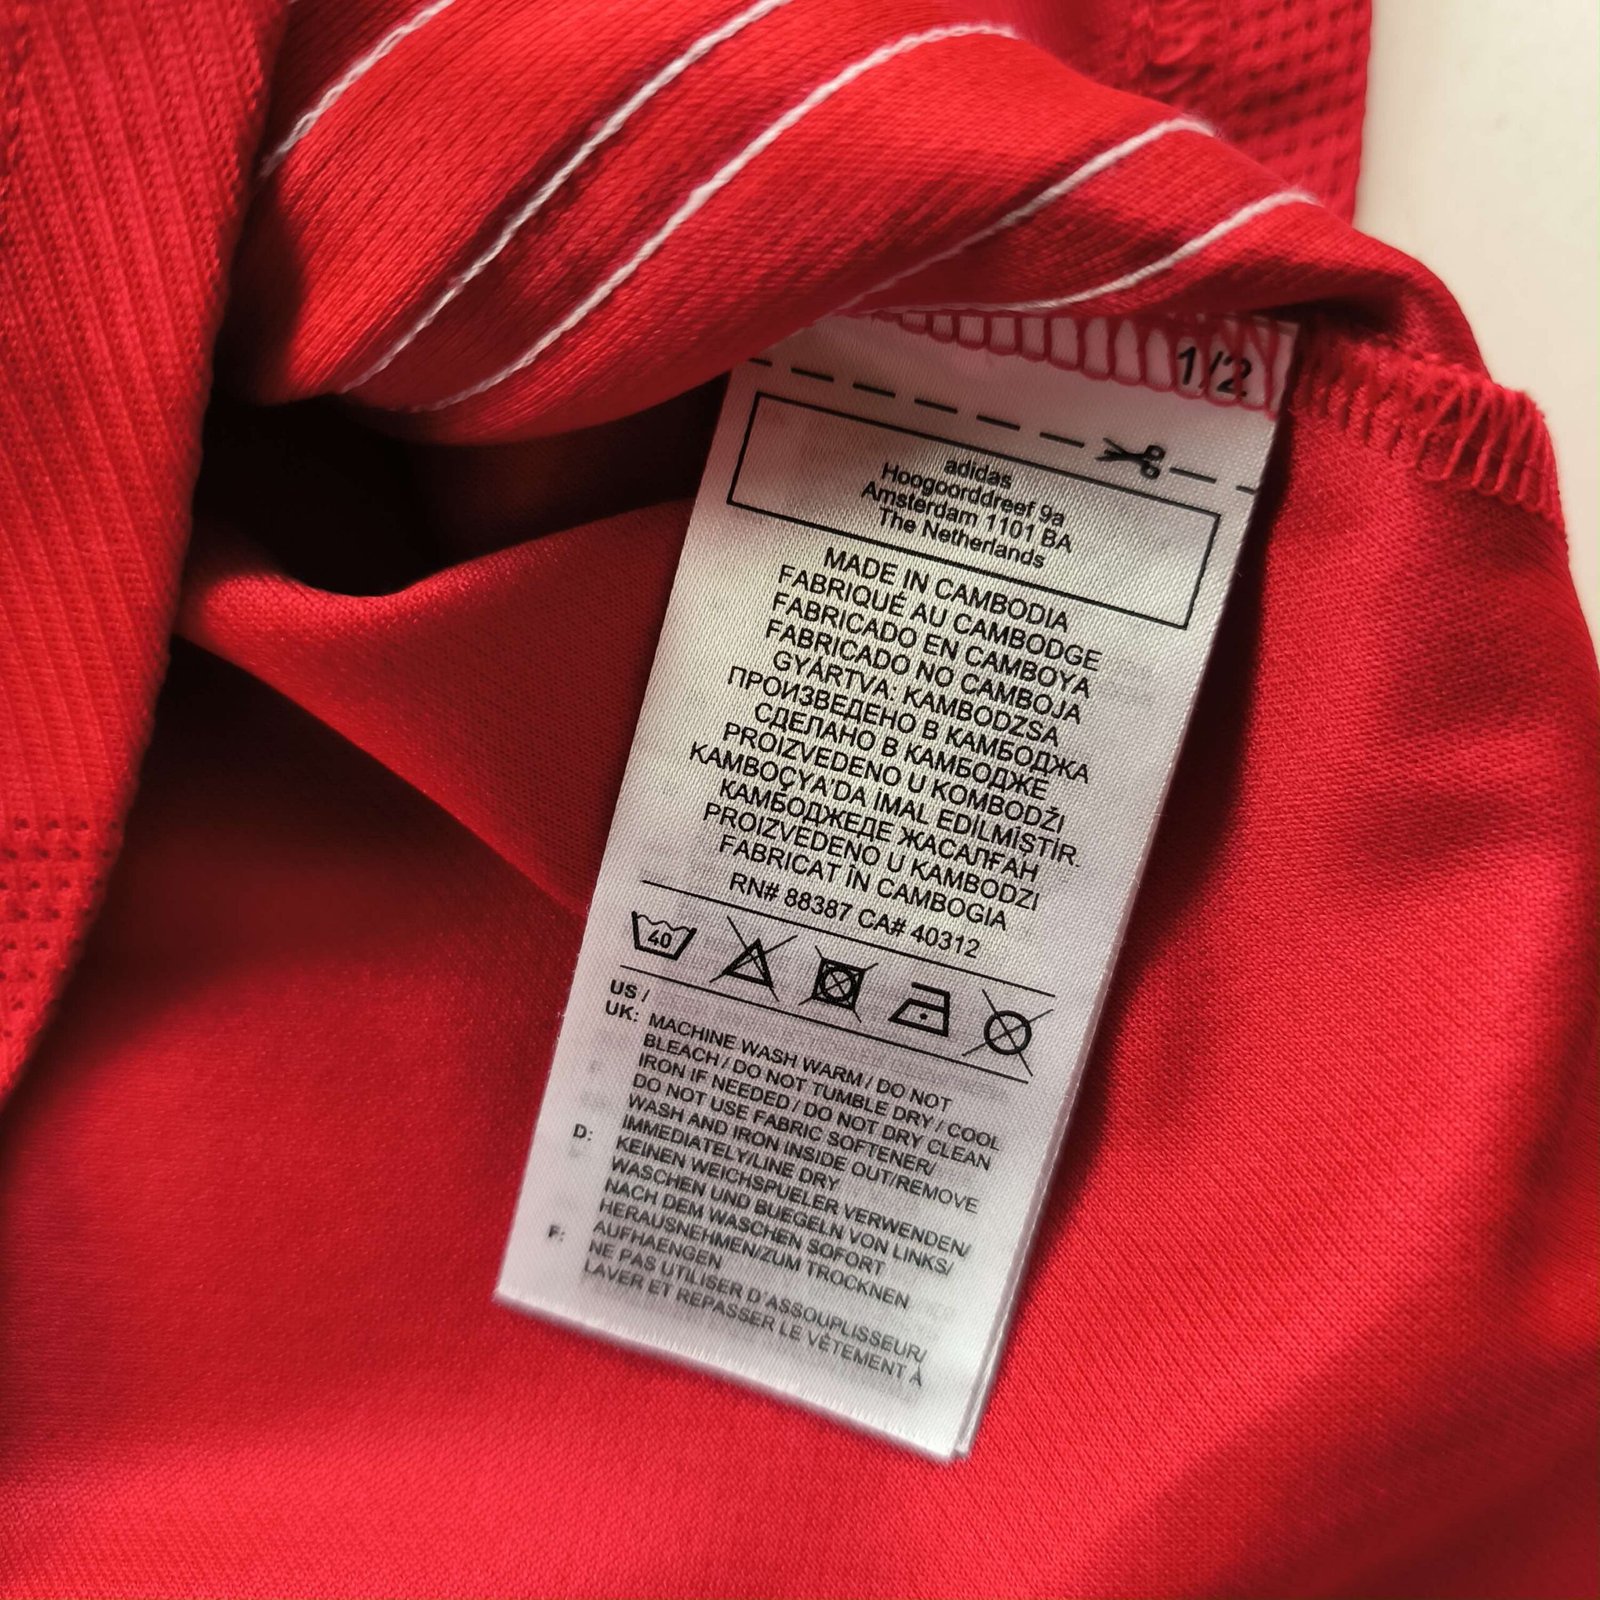 1/2
adidas
Hoogoorddreef 9a
Amsterdam 1101 BA
The Netherlands
MADE IN CAMBODIA
FABRIQUÉ AU CAMBODGE
FABRICADO EN CAMBOYA
FABRICADO NO CAMBOJA
GYÁRTVA: KAMBODZSA
ПРОИЗВЕДЕНО В КАМБОДЖА
СДЕЛАНО В КАМБОДЖЕ
PROIZVEDENO U KOMBODŽI
KAMBOÇYA'DA İMAL EDİLMİSTİR.
КАМБОДЖЕДЕ ЖАСАЛҒАН
PROIZVEDENO U KAMBODZI
FABRICAT ÎN CAMBOGIA
RN# 88387 CA# 40312
40
US /
UK: MACHINE WASH WARM / DO NOT
BLEACH / DO NOT TUMBLE DRY / COOL
IRON IF NEEDED / DO NOT DRY CLEAN
DO NOT USE FABRIC SOFTENER/
WASH AND IRON INSIDE OUT/REMOVE
IMMEDIATELY/LINE DRY
D: KEINEN WEICHSPUELER VERWENDEN/
WASCHEN UND BUEGELN VON LINKS/
NACH DEM WASCHEN SOFORT
HERAUSNEHMEN/ZUM TROCKNEN
AUFHAENGEN
F: NE PAS UTILISER D'ASSOUPLISSEUR/
LAVER ET REPASSER LE VÊTEMENT À